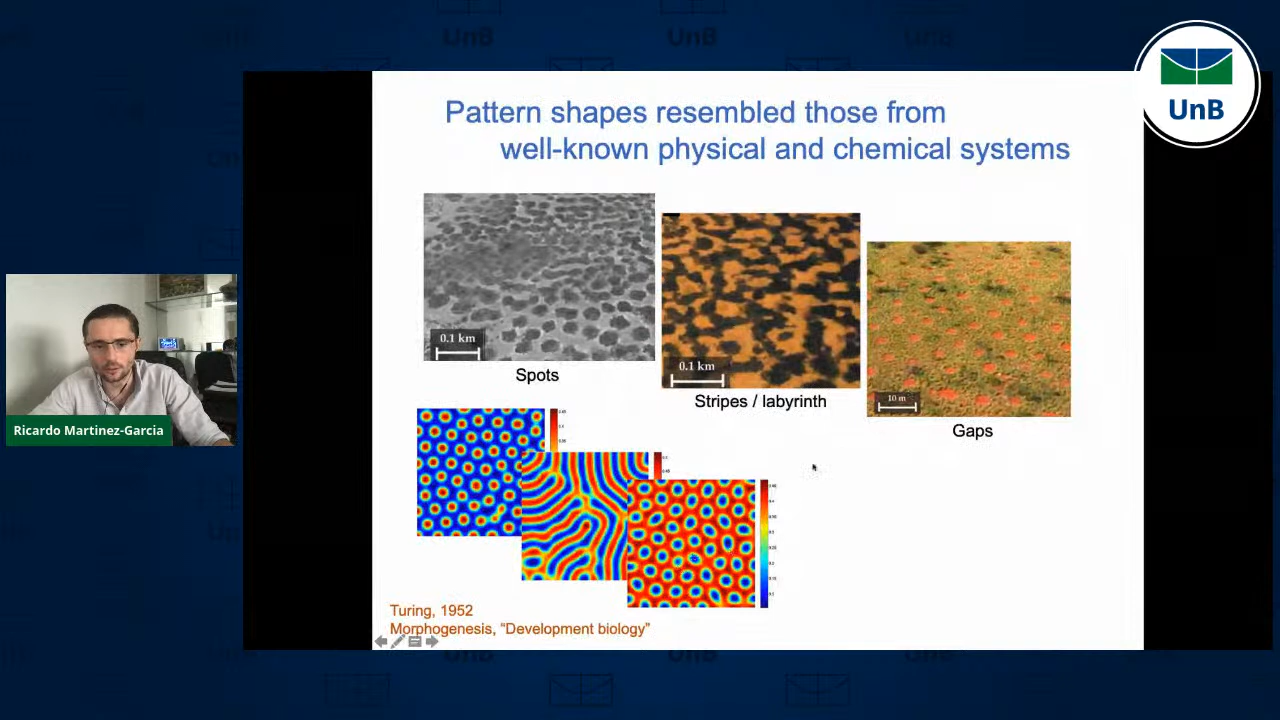 UnB
Pattern shapes resembled those from
well-known physical and chemical systems
0.1 km
0.1 km
10 m
Spots
Stripes / labyrinth
Gaps
Ricardo Martinez-Garcia
Turing, 1952
Morphogenesis, “Development biology”